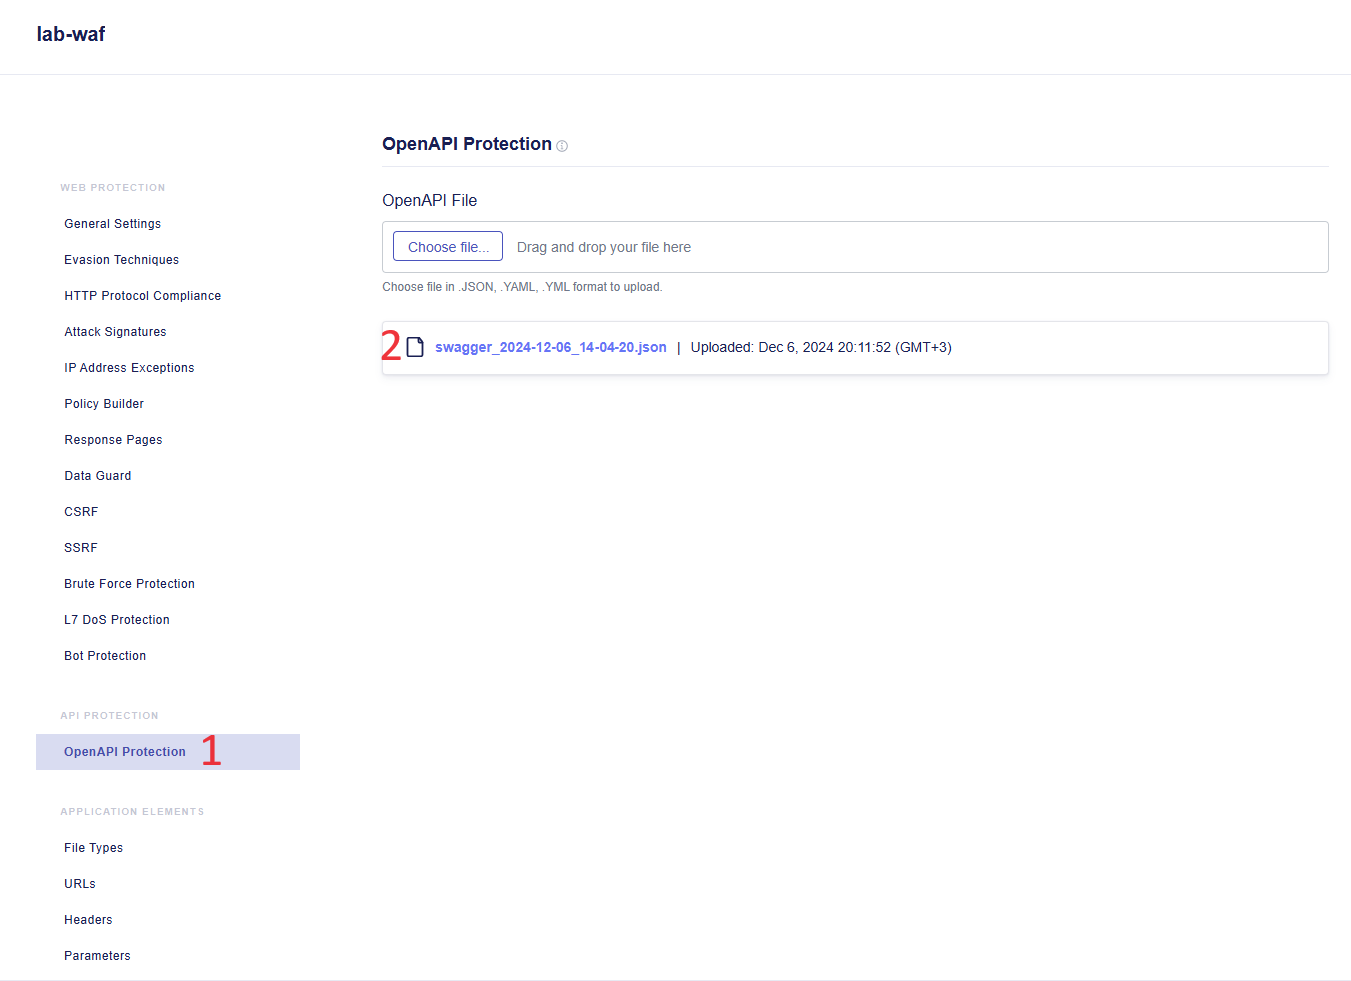 lab-waf
OpenAPI Protection
WEB PROTECTION
General Settings
Evasion Techniques
HTTP Protocol Compliance
Attack Signatures
IP Address Exceptions
Policy Builder
Response Pages
Data Guard
CSRF
SSRF
Brute Force Protection
L7 DoS Protection
Bot Protection
API PROTECTION
OpenAPI Protection 1
APPLICATION ELEMENTS
File Types
URLs
Headers
Parameters
OpenAPI File
Choose file... Drag and drop your file here
Choose file in .JSON, .YAML, .YML format to upload.
2 swagger_2024-12-06_14-04-20.json | Uploaded: Dec 6, 2024 20:11:52 (GMT+3)